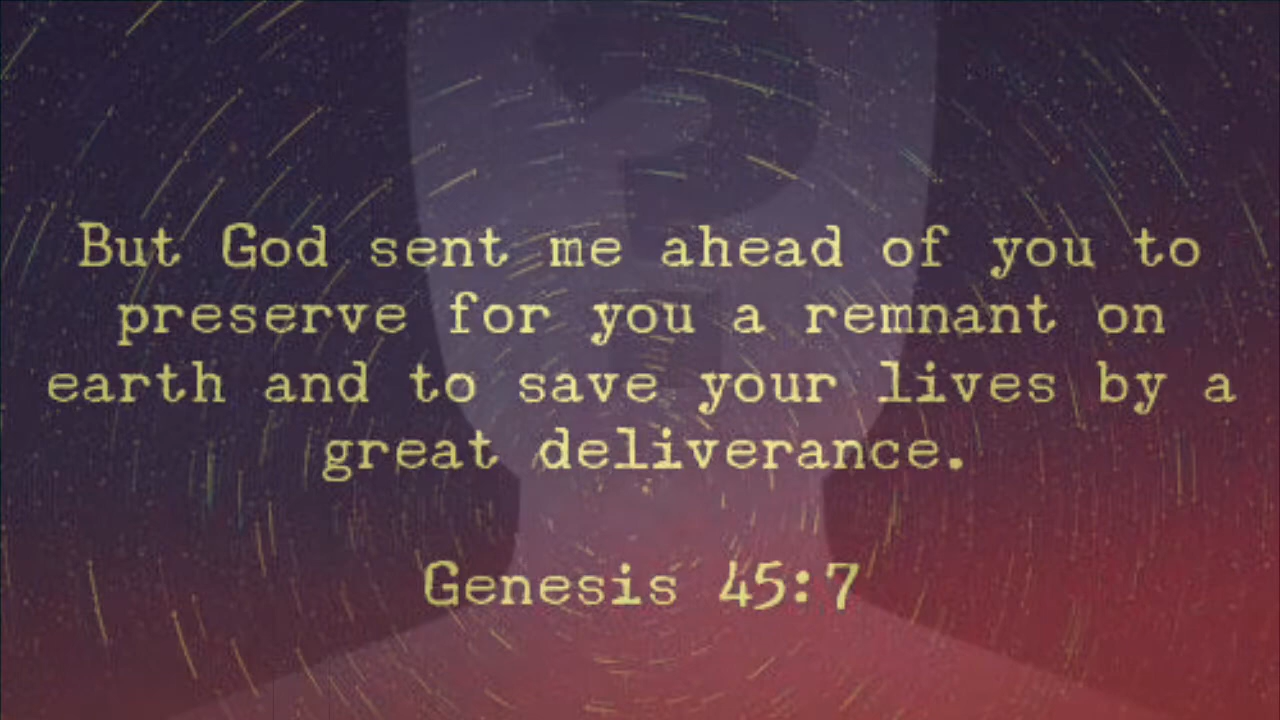 But God sent me ahead of you to
preserve for you a remnant on
earth and to save your lives by a
great deliverance.
Genesis 45:7